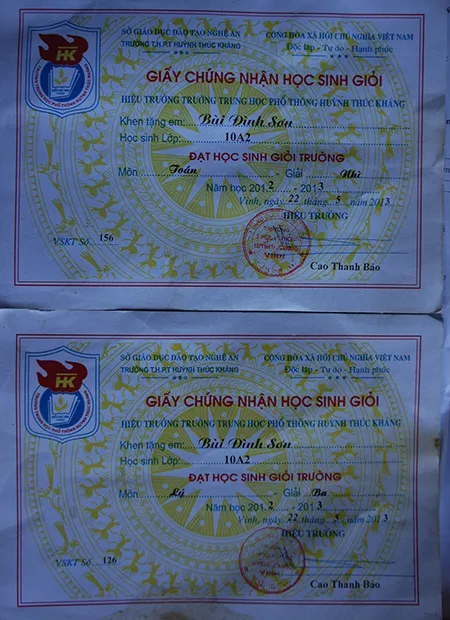 SỞ GIÁO DỤC ĐÀO TẠO NGHỆ AN
TRƯỜNG T.H.P.T HUỲNH THÚC KHÁNG
CỘNG HÒA XÃ HỘI CHỦ NGHĨA VIỆT NAM
Độc lập - Tự do - Hạnh phúc
HK
GIẤY CHỨNG NHẬN HỌC SINH GIỎI
HIỆU TRƯỞNG TRƯỜNG TRUNG HỌC PHỔ THÔNG HUỲNH THÚC KHÁNG
Khen tặng em: Bùi Đình Sơn
Học sinh Lớp: 10A2
ĐẠT HỌC SINH GIỎI TRƯỜNG
Môn Toán - Giải Nhì
Năm học 2012 - 2013
Vinh, ngày 22 tháng 5 năm 2013
HIỆU TRƯỞNG
VINH
VSKT Số 156
Cao Thanh Bảo
SỞ GIÁO DỤC ĐÀO TẠO NGHỆ AN
TRƯỜNG T.H.P.T HUỲNH THÚC KHÁNG
CỘNG HÒA XÃ HỘI CHỦ NGHĨA VIỆT NAM
Độc lập - Tự do - Hạnh phúc
HK
GIẤY CHỨNG NHẬN HỌC SINH GIỎI
HIỆU TRƯỞNG TRƯỜNG TRUNG HỌC PHỔ THÔNG HUỲNH THÚC KHÁNG
Khen tặng em: Bùi Đình Sơn
Học sinh Lớp: 10A2
ĐẠT HỌC SINH GIỎI TRƯỜNG
Môn Lý - Giải Ba
Năm học 2012 - 2013
Vinh, ngày 22 tháng 5 năm 2013
HIỆU TRƯỞNG
VINH
VSKT Số 126
Cao Thanh Bảo